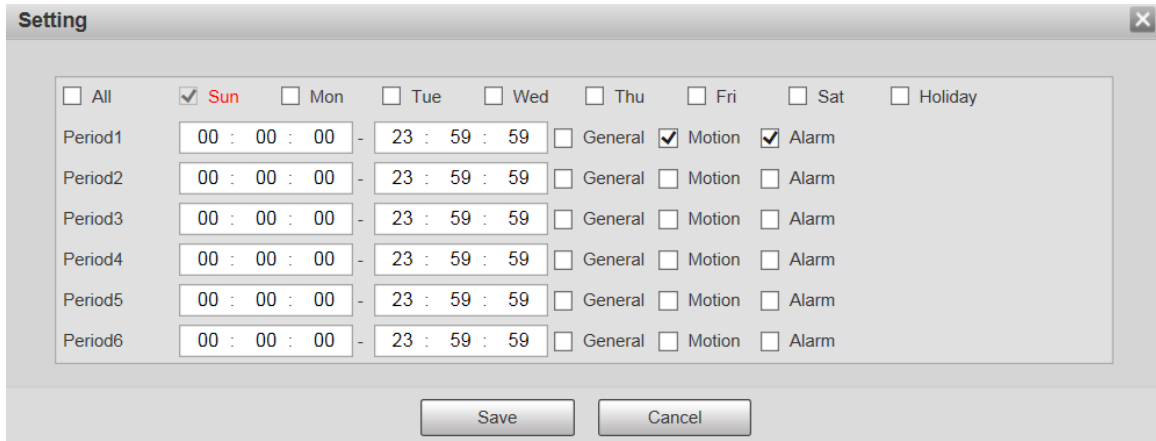 Setting
All Sun Mon Tue Wed Thu Fri Sat Holiday
Period1 00 : 00 : 00 - 23 : 59 : 59 General Motion Alarm
Period2 00 : 00 : 00 - 23 : 59 : 59 General Motion Alarm
Period3 00 : 00 : 00 - 23 : 59 : 59 General Motion Alarm
Period4 00 : 00 : 00 - 23 : 59 : 59 General Motion Alarm
Period5 00 : 00 : 00 - 23 : 59 : 59 General Motion Alarm
Period6 00 : 00 : 00 - 23 : 59 : 59 General Motion Alarm
Save Cancel